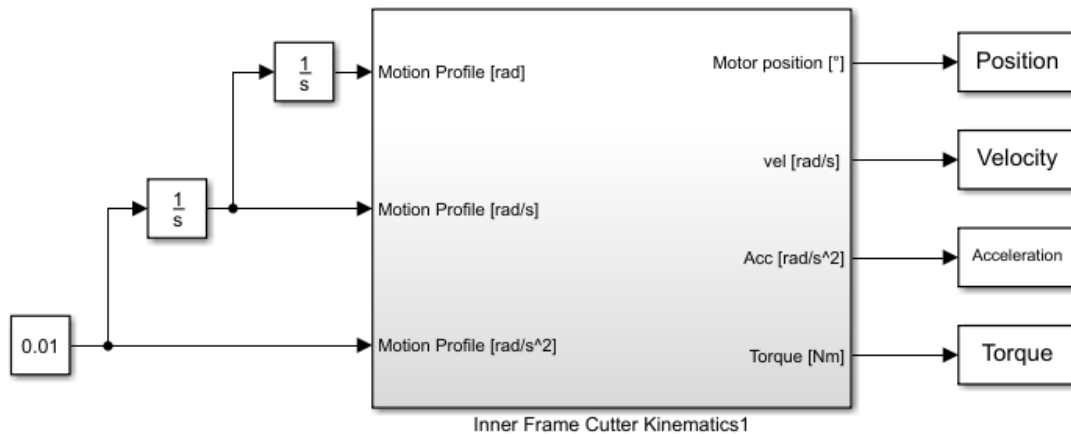 1
s
Motion Profile [rad]
Motor position [°]
Position
vel [rad/s]
Velocity
1
s
Motion Profile [rad/s]
Acc [rad/s^2]
Acceleration
0.01
Motion Profile [rad/s^2]
Torque [Nm]
Torque
Inner Frame Cutter Kinematics1